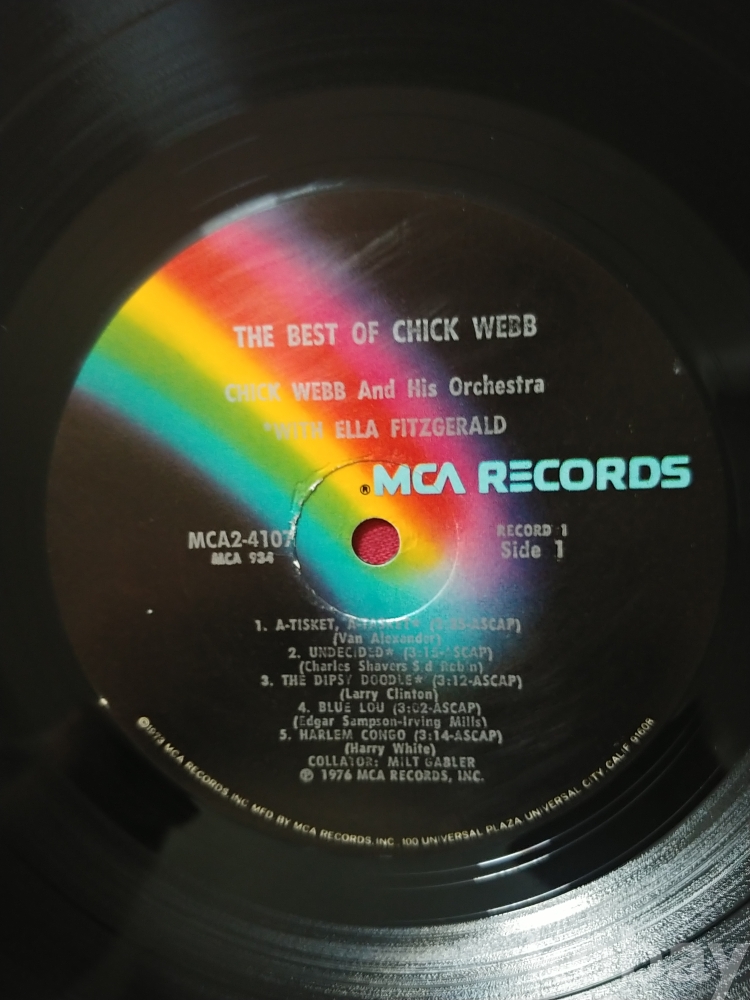 THE BEST OF CHICK WEBB
CHICK WEBB And His Orchestra
*WITH ELLA FITZGERALD
®MCA RECORDS
MCA2-4107
MCA 934
RECORD 1
Side 1
1. A-TISKET, A-TASKET* ASCAP)
(Van Alexander)
2. UNDECIDED* (3:15-ASCAP)
(Charles Shavers Sid Robin)
3. THE DIPSY DOODLE* (3:12-ASCAP)
(Larry Clinton)
4. BLUE LOU (3:02-ASCAP)
(Edgar Sampson-Irving Mills)
5. HARLEM CONGO (3:14-ASCAP)
(Harry White)
COLLATOR: MILT GABLER
℗ 1976 MCA RECORDS, INC.
©1973 MCA RECORDS, INC MFD BY MCA RECORDS, INC. 100 UNIVERSAL PLAZA, UNIVERSAL CITY, CALIF. 91608